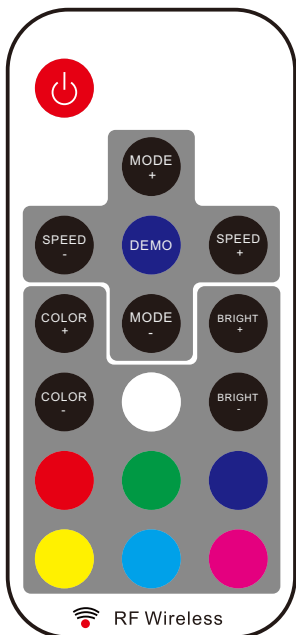 MODE
+
SPEED
-
DEMO
SPEED
+
COLOR
+
MODE
-
BRIGHT
+
COLOR
-
BRIGHT
-
RF Wireless